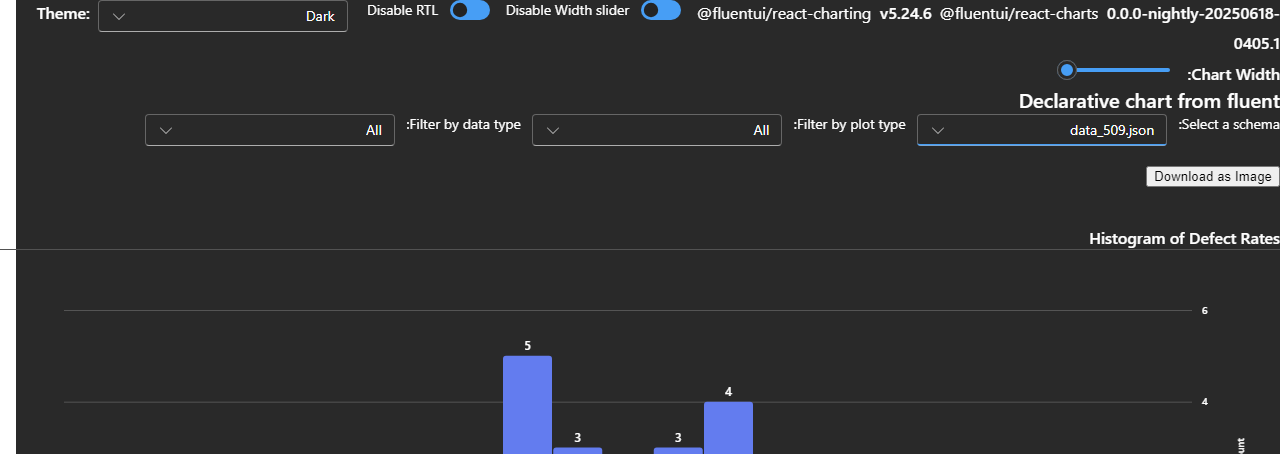 Theme:
Dark
Disable RTL
Disable Width slider
@fluentui/react-charting v5.24.6 @fluentui/react-charts 0.0.0-nightly-20250618-
0405.1
:Chart Width
Declarative chart from fluent
:Select a schema
data_509.json
:Filter by plot type
All
:Filter by data type
All
Download as Image
Histogram of Defect Rates
6
5
4
4
3
3